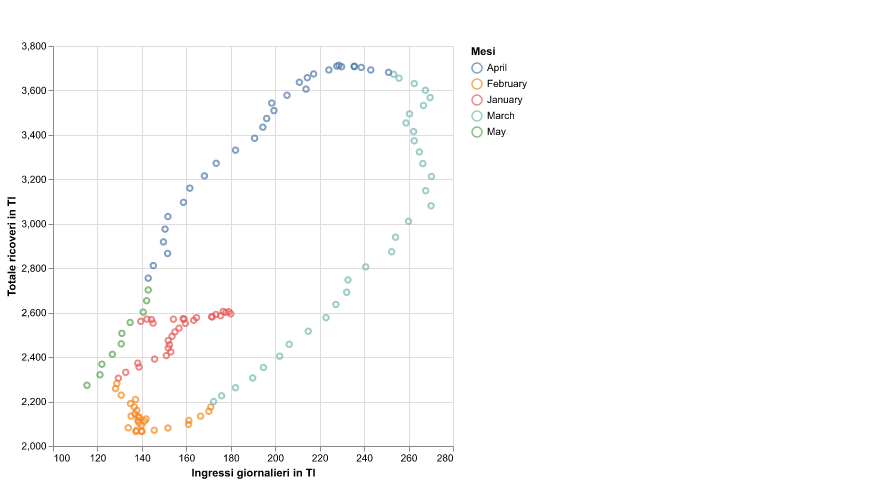 3,800
3,600
3,400
3,200
3,000
2,800
2,600
2,400
2,200
2,000
Totale ricoveri in TI
100 120 140 160 180 200 220 240 260 280
Ingressi giornalieri in TI
Mesi
April
February
January
March
May